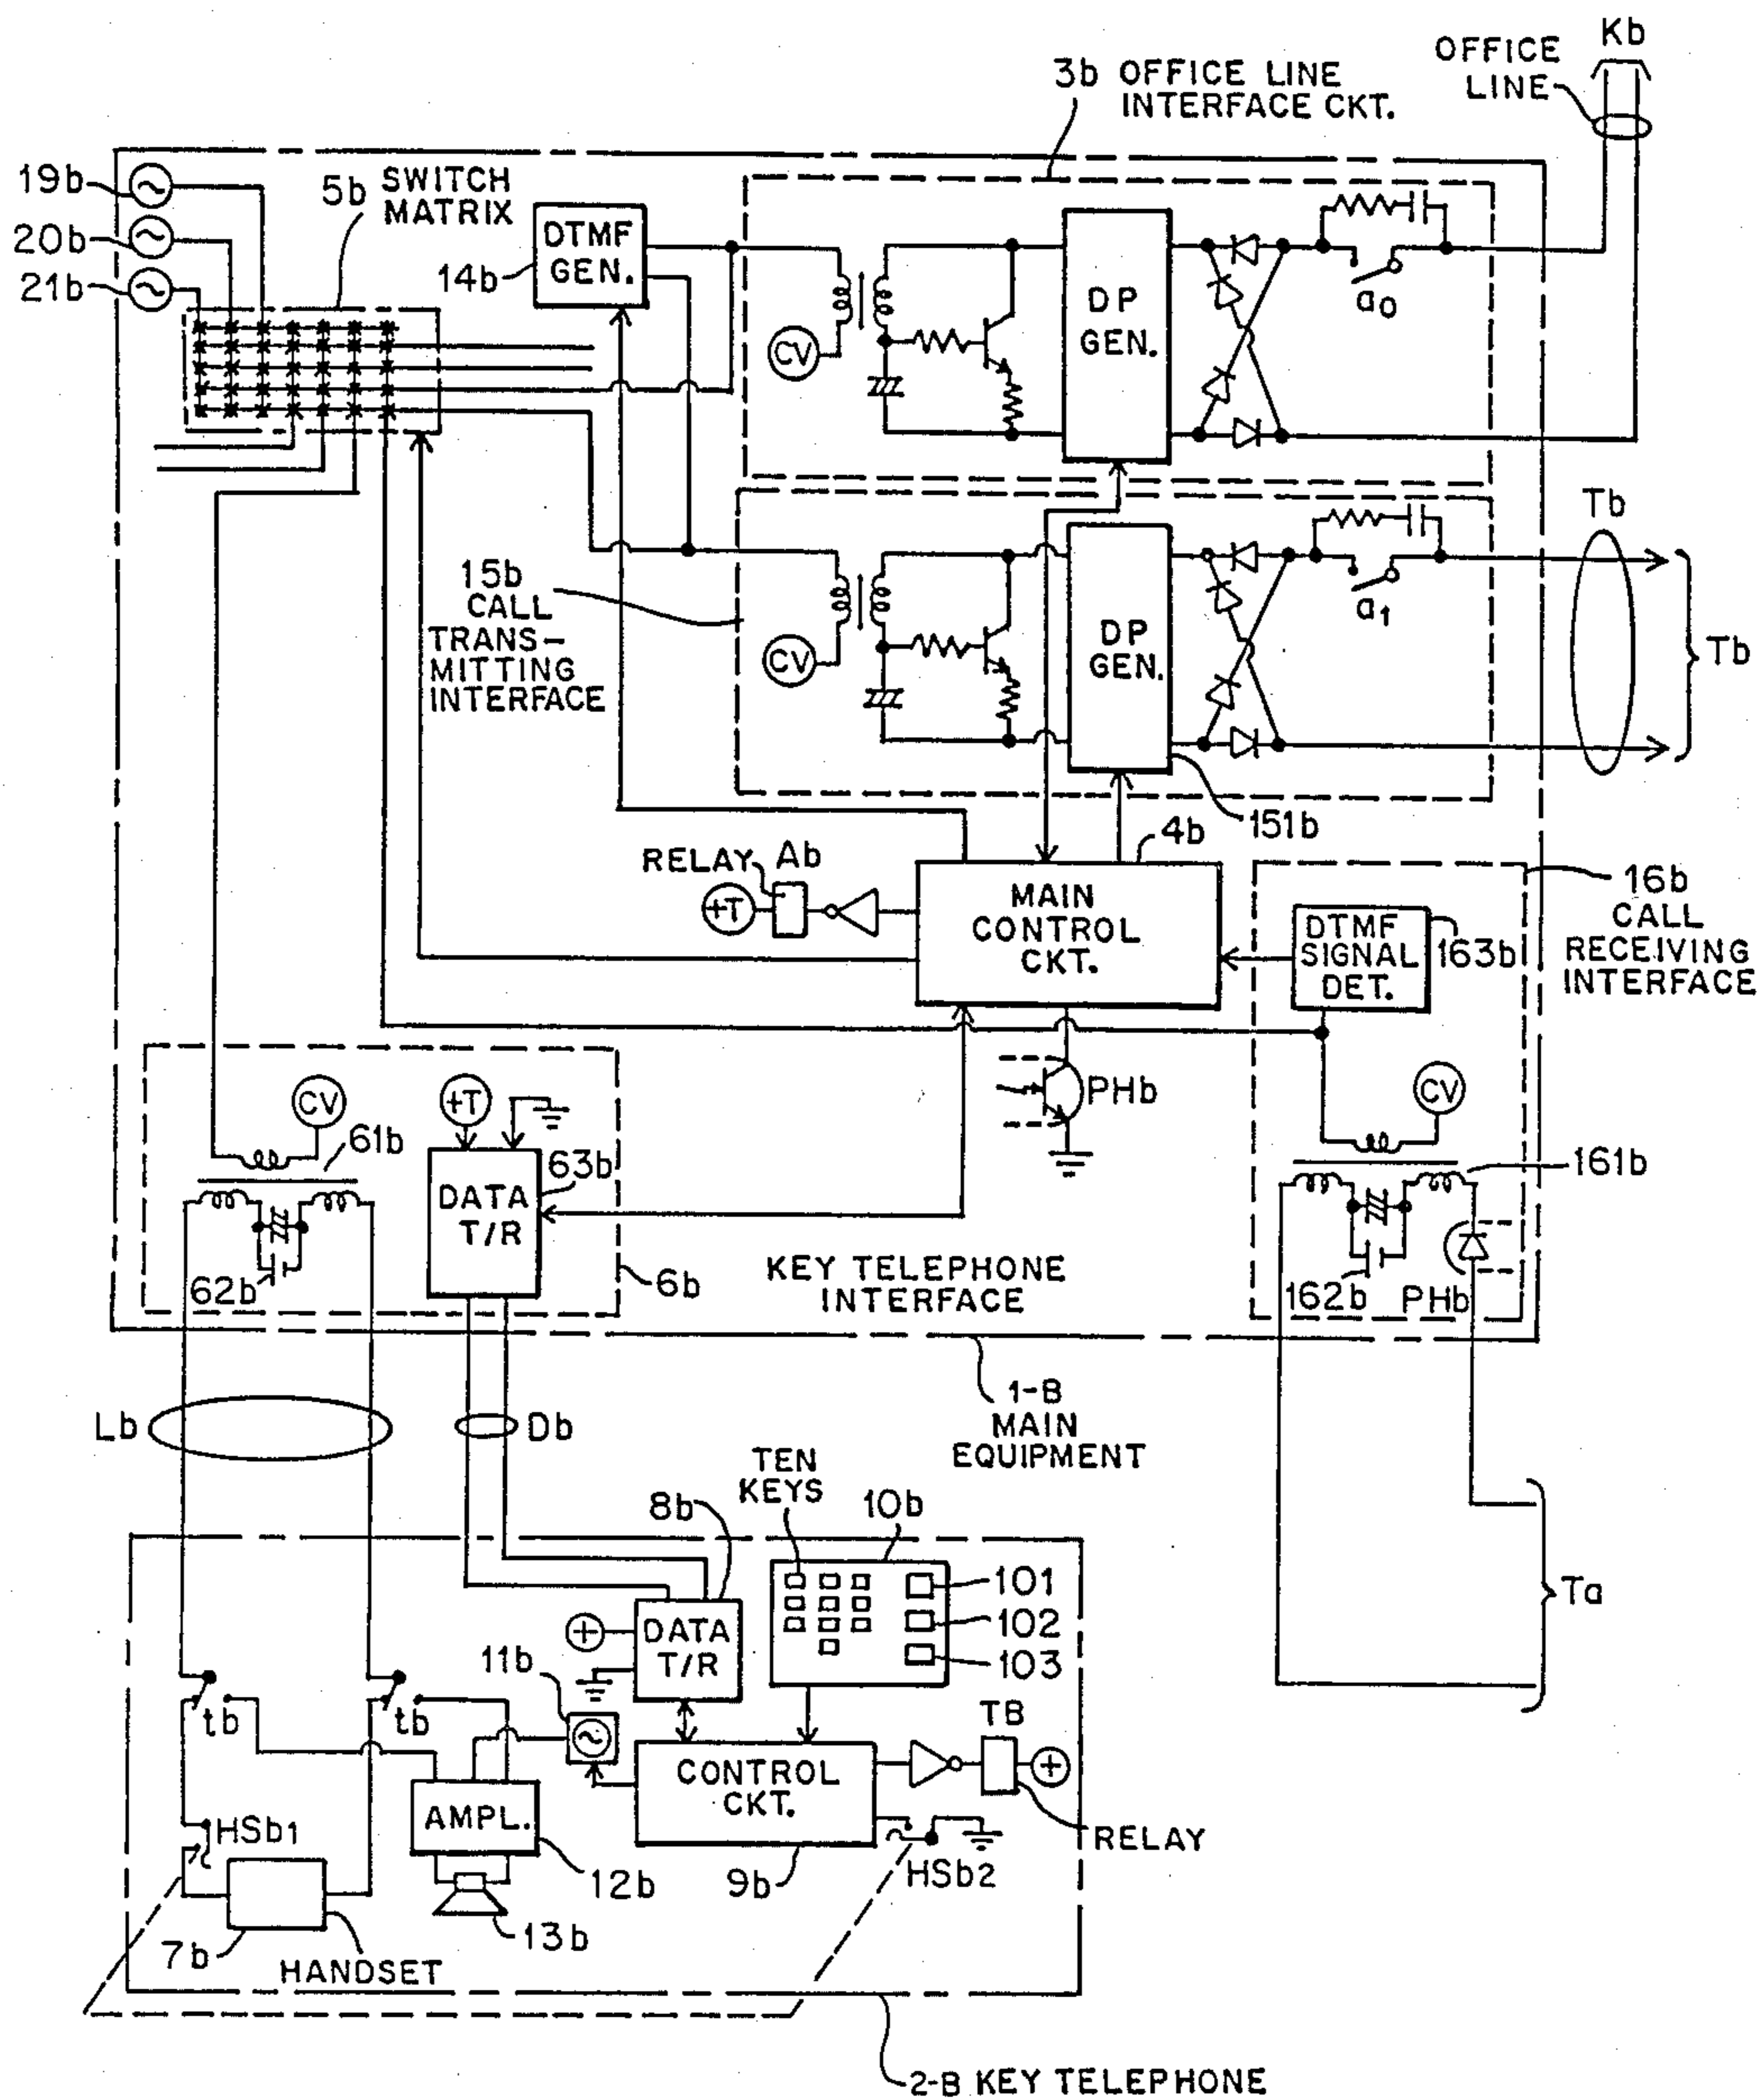 Kb
OFFICE
LINE
3b OFFICE LINE
INTERFACE CKT.
19b
20b
21b
5b SWITCH
MATRIX
DTMF
GEN.
14b
CV
DP
GEN.
a0
Tb
Tb
15b
CALL
TRANS-
MITTING
INTERFACE
CV
DP
GEN.
a1
151b
4b
RELAY Ab
+T
MAIN
CONTROL
CKT.
16b
CALL
RECEIVING
INTERFACE
DTMF
SIGNAL
DET.
163b
PHb
CV
161b
162b
PHb
CV
61b
62b
+T
63b
DATA
T/R
6b
KEY TELEPHONE
INTERFACE
1-B
MAIN
EQUIPMENT
Lb
Db
TEN
KEYS
8b
10b
101
102
103
Ta
+
DATA
T/R
11b
tb
tb
TB
+
CONTROL
CKT.
RELAY
AMPL.
HSb1
12b
9b
HSb2
13b
7b
HANDSET
2-B KEY TELEPHONE